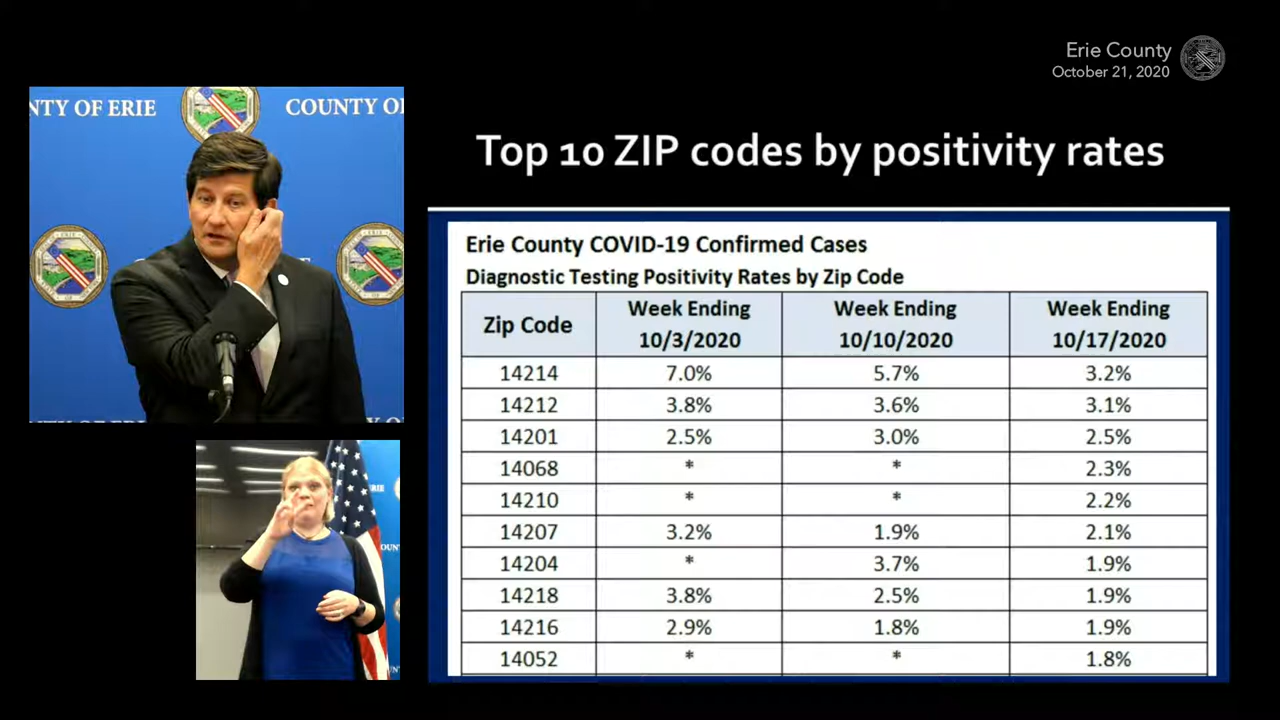 Erie County
October 21, 2020
NTY OF ERIE
COUNTY O
Top 10 ZIP codes by positivity rates
Erie County COVID-19 Confirmed Cases
Diagnostic Testing Positivity Rates by Zip Code
Zip Code Week Ending 10/3/2020 Week Ending 10/10/2020 Week Ending 10/17/2020
14214 7.0% 5.7% 3.2%
14212 3.8% 3.6% 3.1%
14201 2.5% 3.0% 2.5%
14068 * * 2.3%
14210 * * 2.2%
14207 3.2% 1.9% 2.1%
14204 * 3.7% 1.9%
14218 3.8% 2.5% 1.9%
14216 2.9% 1.8% 1.9%
14052 * * 1.8%
ERIE
COUN